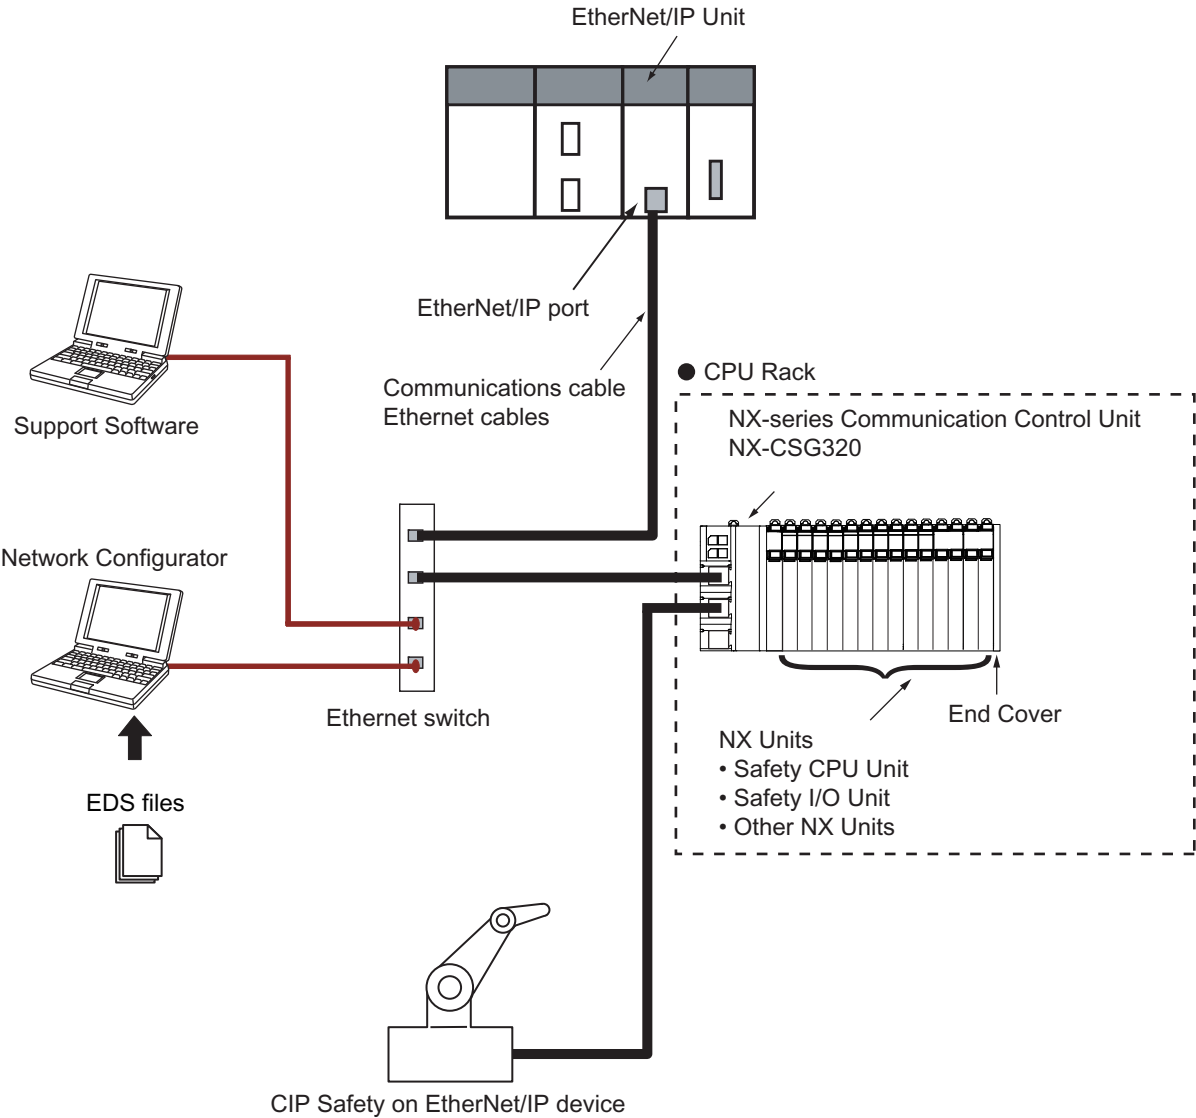 EtherNet/IP Unit
EtherNet/IP port
Communications cable
Ethernet cables
● CPU Rack
NX-series Communication Control Unit
NX-CSG320
Support Software
Network Configurator
Ethernet switch
End Cover
NX Units
• Safety CPU Unit
• Safety I/O Unit
• Other NX Units
EDS files
CIP Safety on EtherNet/IP device